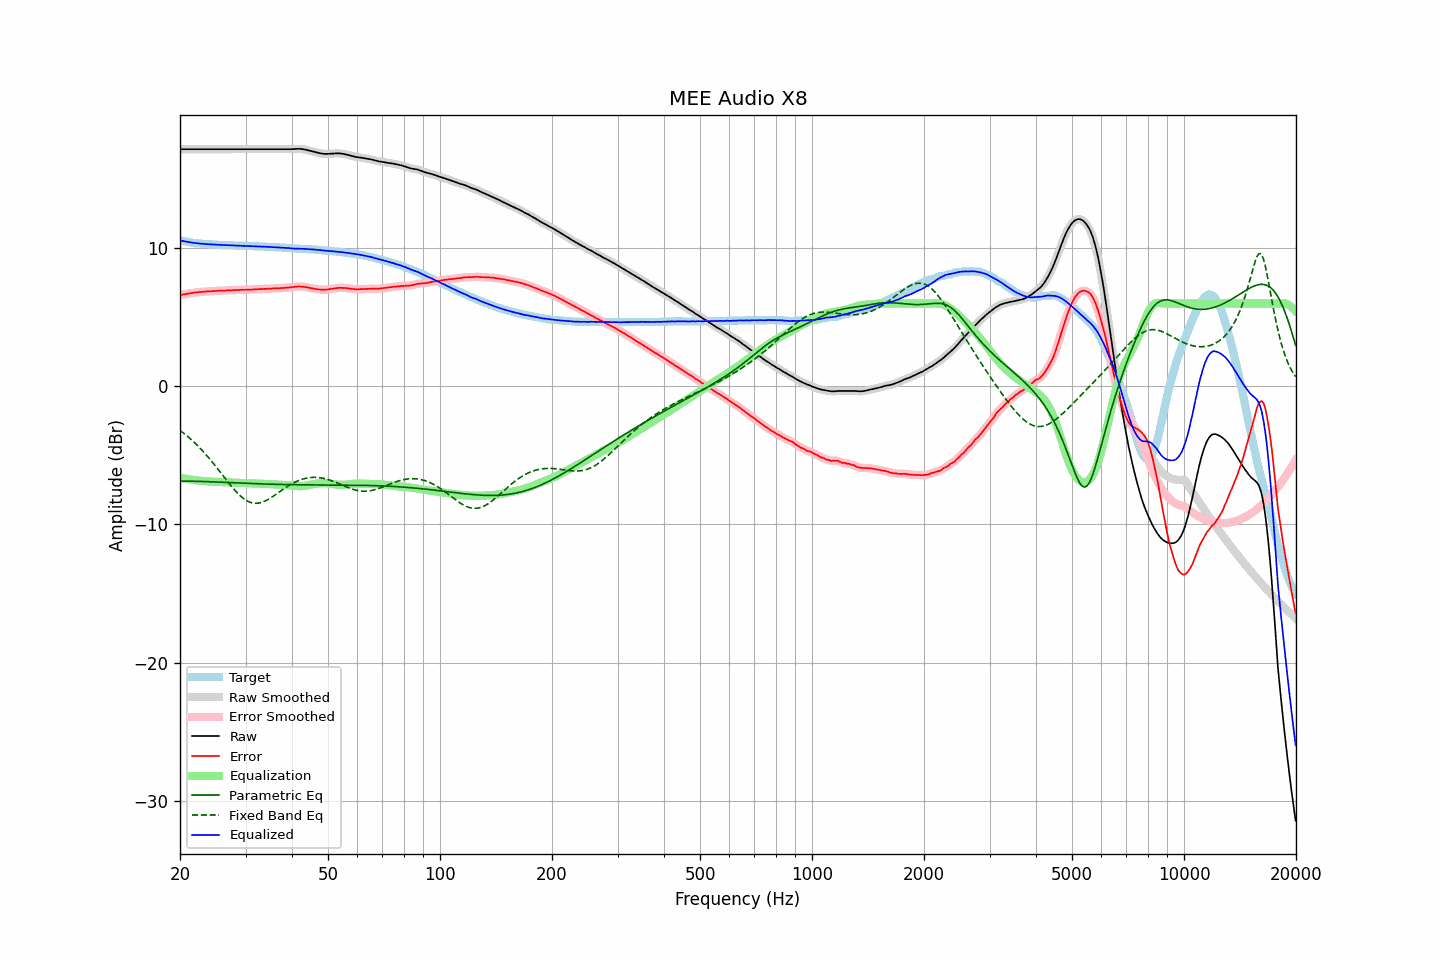 MEE Audio X8
Amplitude (dBr)
10
0
−10
−20
−30
Target
Raw Smoothed
Error Smoothed
Raw
Error
Equalization
Parametric Eq
Fixed Band Eq
Equalized
20 50 100 200 500 1000 2000 5000 10000 20000
Frequency (Hz)